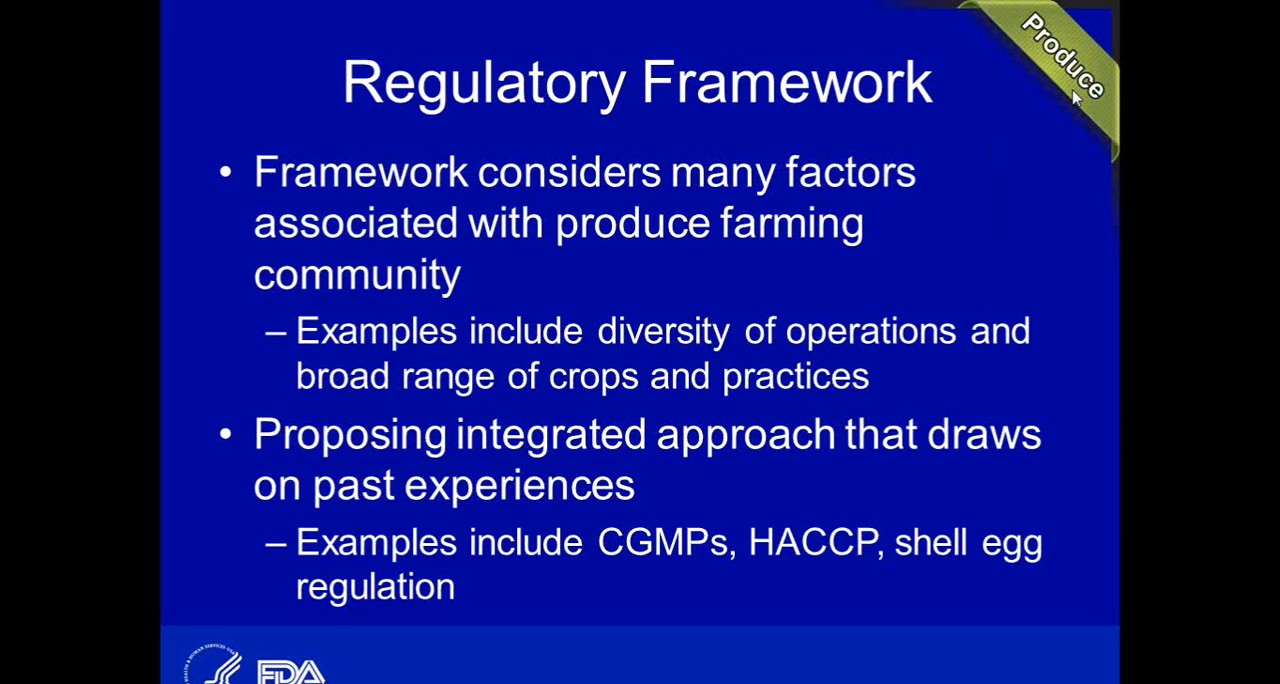 Produce
Regulatory Framework
• Framework considers many factors
associated with produce farming
community
– Examples include diversity of operations and
broad range of crops and practices
• Proposing integrated approach that draws
on past experiences
– Examples include CGMPs, HACCP, shell egg
regulation
FDA